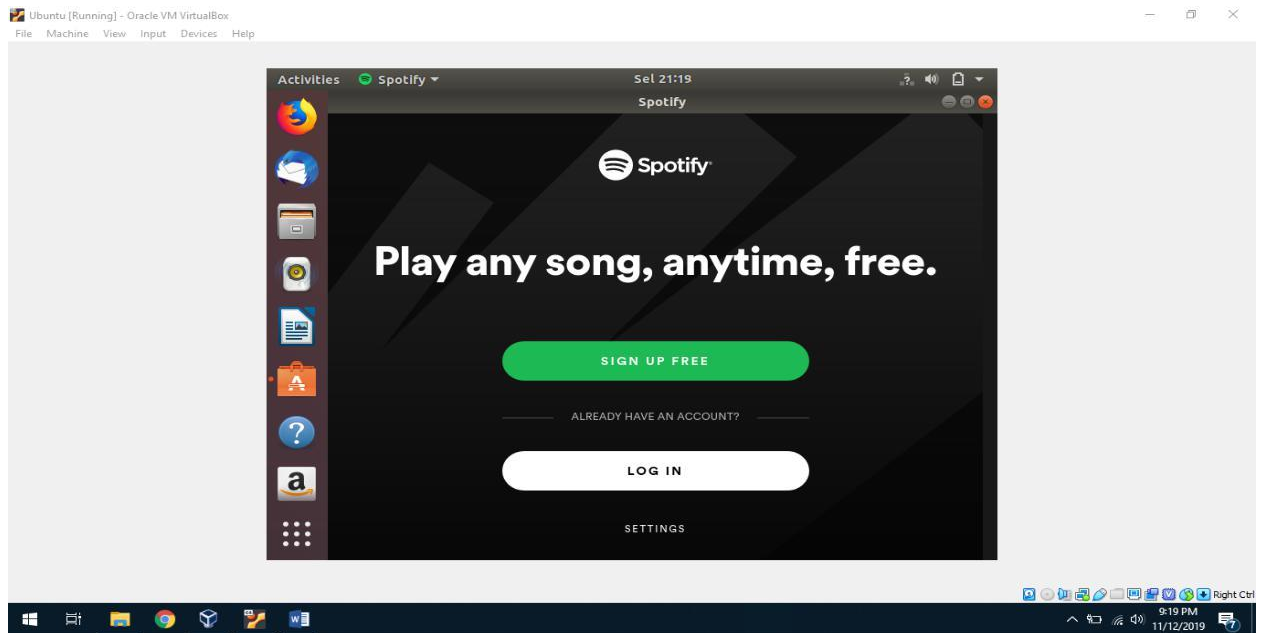 Ubuntu [Running] - Oracle VM VirtualBox
File Machine View Input Devices Help
Activities Spotify Sel 21:19 ?
Spotify
Spotify
Play any song, anytime, free.
SIGN UP FREE
ALREADY HAVE AN ACCOUNT?
LOG IN
SETTINGS
A
?
a
Right Ctrl
W
9:19 PM
11/12/2019
7